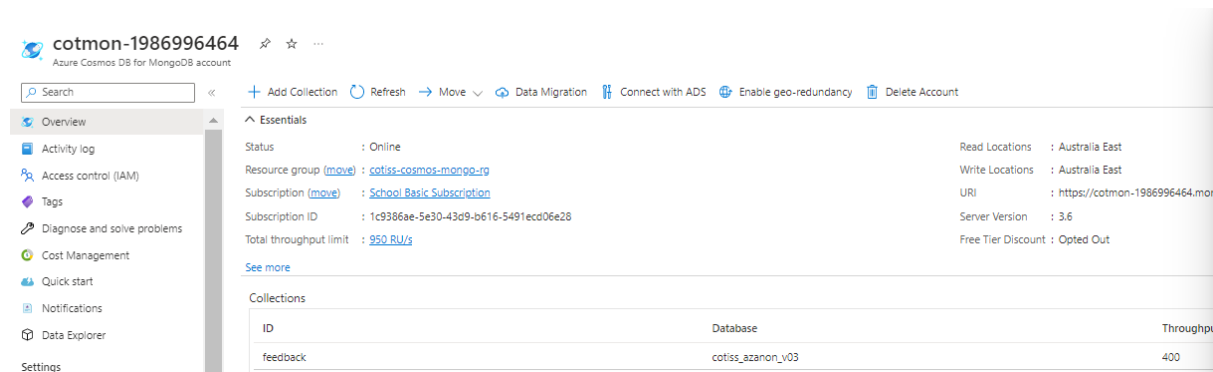 cotmon-1986996464
Azure Cosmos DB for MongoDB account
Search
Add Collection Refresh Move Data Migration Connect with ADS Enable geo-redundancy Delete Account
Overview
Activity log
Access control (IAM)
Tags
Diagnose and solve problems
Cost Management
Quick start
Notifications
Data Explorer
Settings
Essentials
Status : Online
Resource group (move) : cotiss-cosmos-mongo-rg
Subscription (move) : School Basic Subscription
Subscription ID : 1c9386ae-5e30-43d9-b616-5491ecd06e28
Total throughput limit : 950 RU/s
See more
Read Locations : Australia East
Write Locations : Australia East
URI : https://cotmon-1986996464.mor
Server Version : 3.6
Free Tier Discount : Opted Out
Collections
ID Database Throughpu
feedback cotiss_azanon_v03 400